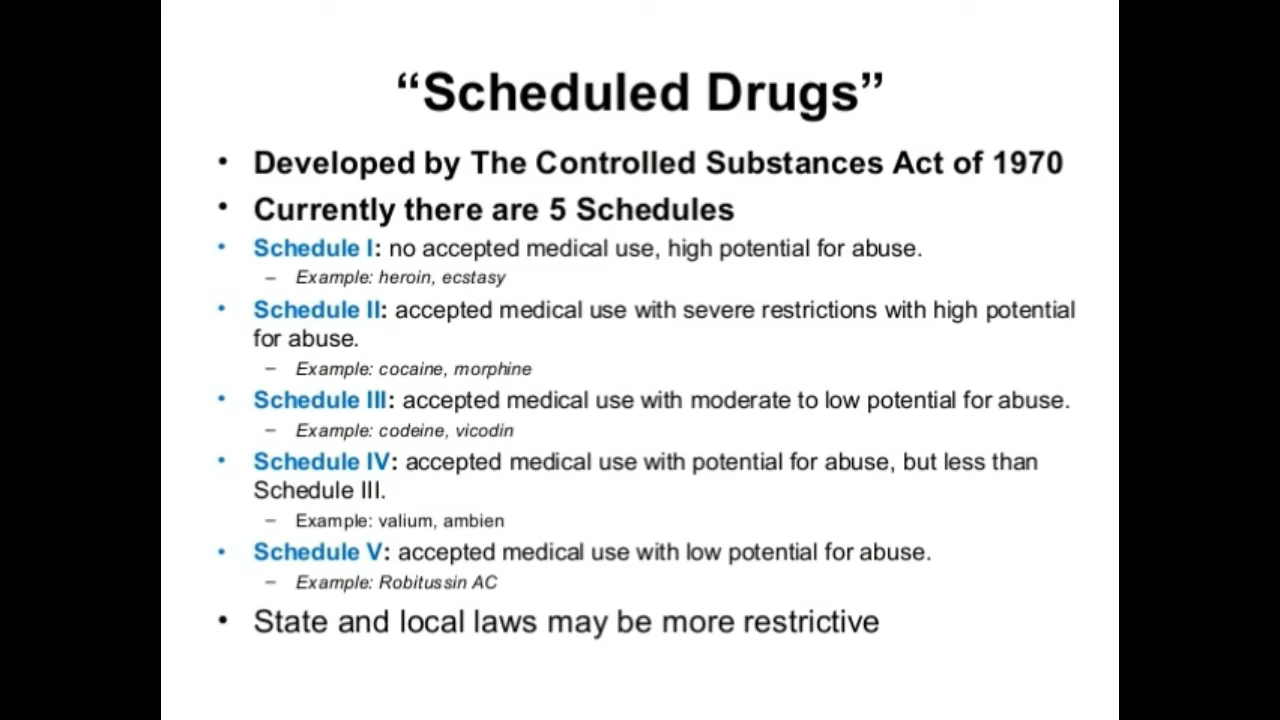 “Scheduled Drugs”
• Developed by The Controlled Substances Act of 1970
• Currently there are 5 Schedules
• Schedule I: no accepted medical use, high potential for abuse.
– Example: heroin, ecstasy
• Schedule II: accepted medical use with severe restrictions with high potential
for abuse.
– Example: cocaine, morphine
• Schedule III: accepted medical use with moderate to low potential for abuse.
– Example: codeine, vicodin
• Schedule IV: accepted medical use with potential for abuse, but less than
Schedule III.
– Example: valium, ambien
• Schedule V: accepted medical use with low potential for abuse.
– Example: Robitussin AC
• State and local laws may be more restrictive